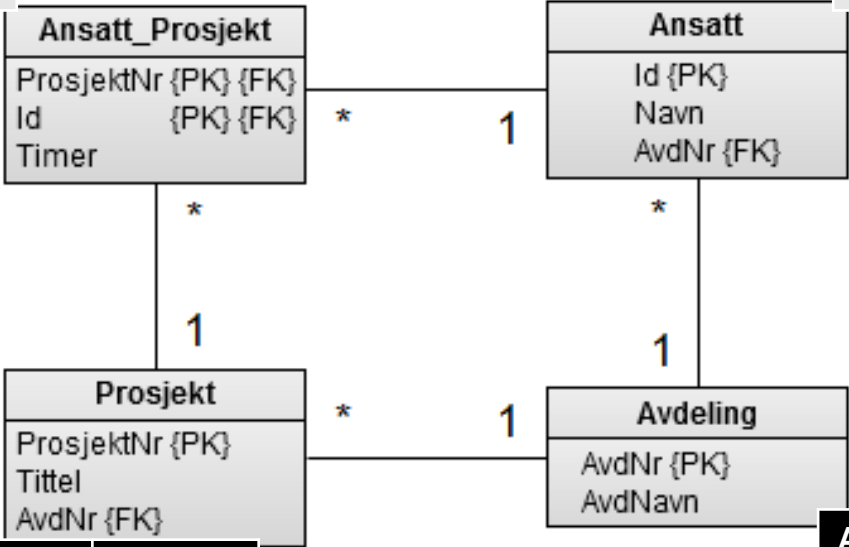 Ansatt_Prosjekt
ProsjektNr {PK} {FK}
Id {PK} {FK}
Timer
Ansatt
Id {PK}
Navn
AvdNr {FK}
* 1
* *
1 1
Prosjekt
ProsjektNr {PK}
Tittel
AvdNr {FK}
* 1
Avdeling
AvdNr {PK}
AvdNavn